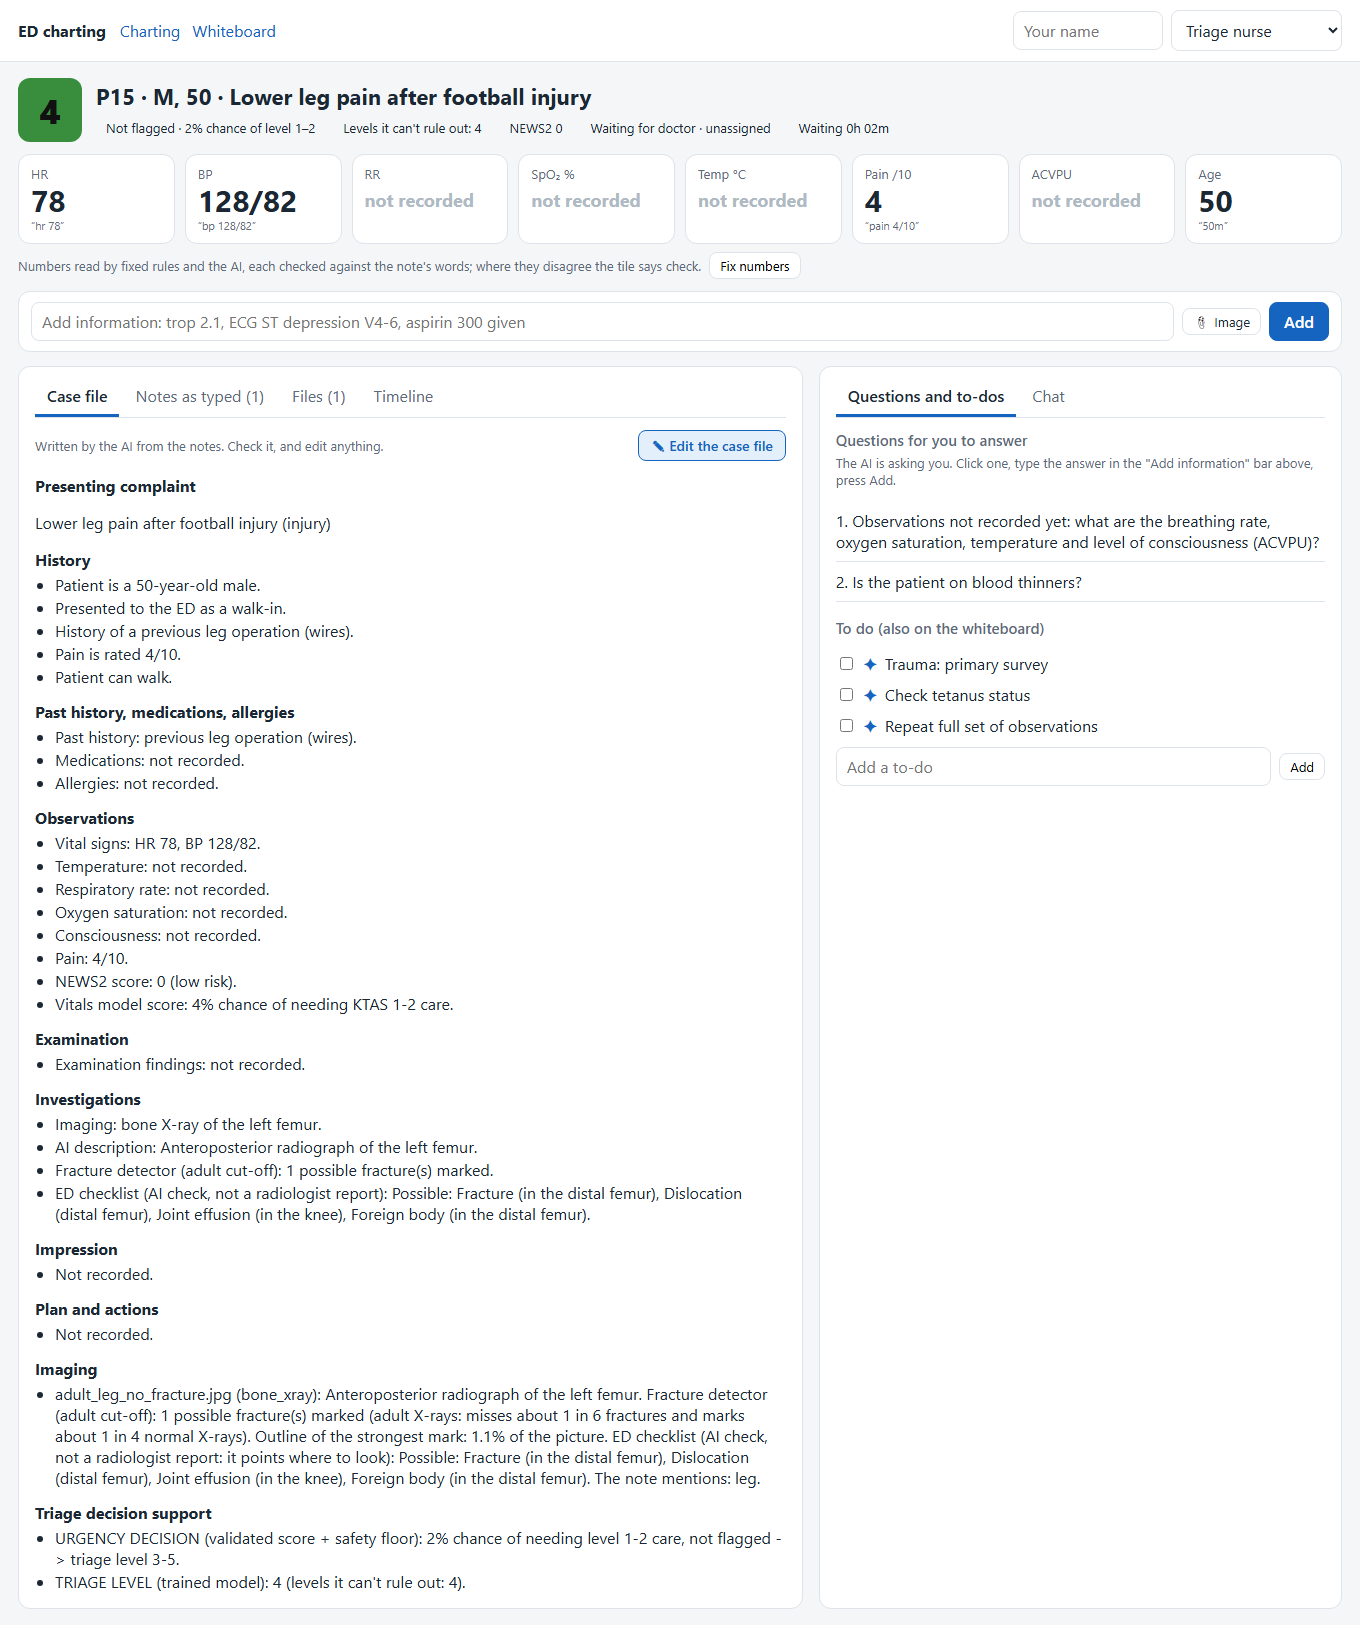 ED charting Charting Whiteboard Your name Triage nurse
4
P15 · M, 50 · Lower leg pain after football injury
Not flagged · 2% chance of level 1–2 Levels it can't rule out: 4 NEWS2 0 Waiting for doctor · unassigned Waiting 0h 02m
HR
78
“hr 78”
BP
128/82
“bp 128/82”
RR
not recorded
SpO₂ %
not recorded
Temp °C
not recorded
Pain /10
4
“pain 4/10”
ACVPU
not recorded
Age
50
“50m”
Numbers read by fixed rules and the AI, each checked against the note's words; where they disagree the tile says check. Fix numbers
Add information: trop 2.1, ECG ST depression V4-6, aspirin 300 given Image Add
Case file Notes as typed (1) Files (1) Timeline
Written by the AI from the notes. Check it, and edit anything. Edit the case file
Presenting complaint
Lower leg pain after football injury (injury)
History
Patient is a 50-year-old male.
Presented to the ED as a walk-in.
History of a previous leg operation (wires).
Pain is rated 4/10.
Patient can walk.
Past history, medications, allergies
Past history: previous leg operation (wires).
Medications: not recorded.
Allergies: not recorded.
Observations
Vital signs: HR 78, BP 128/82.
Temperature: not recorded.
Respiratory rate: not recorded.
Oxygen saturation: not recorded.
Consciousness: not recorded.
Pain: 4/10.
NEWS2 score: 0 (low risk).
Vitals model score: 4% chance of needing KTAS 1-2 care.
Examination
Examination findings: not recorded.
Investigations
Imaging: bone X-ray of the left femur.
AI description: Anteroposterior radiograph of the left femur.
Fracture detector (adult cut-off): 1 possible fracture(s) marked.
ED checklist (AI check, not a radiologist report): Possible: Fracture (in the distal femur), Dislocation
(distal femur), Joint effusion (in the knee), Foreign body (in the distal femur).
Impression
Not recorded.
Plan and actions
Not recorded.
Imaging
adult_leg_no_fracture.jpg (bone_xray): Anteroposterior radiograph of the left femur. Fracture detector
(adult cut-off): 1 possible fracture(s) marked (adult X-rays: misses about 1 in 6 fractures and marks
about 1 in 4 normal X-rays). Outline of the strongest mark: 1.1% of the picture. ED checklist (AI check,
not a radiologist report: it points where to look): Possible: Fracture (in the distal femur), Dislocation
(distal femur), Joint effusion (in the knee), Foreign body (in the distal femur). The note mentions: leg.
Triage decision support
URGENCY DECISION (validated score + safety floor): 2% chance of needing level 1-2 care, not flagged -
> triage level 3-5.
TRIAGE LEVEL (trained model): 4 (levels it can't rule out: 4).
Questions and to-dos Chat
Questions for you to answer
The AI is asking you. Click one, type the answer in the "Add information" bar above,
press Add.
1. Observations not recorded yet: what are the breathing rate,
oxygen saturation, temperature and level of consciousness (ACVPU)?
2. Is the patient on blood thinners?
To do (also on the whiteboard)
Trauma: primary survey
Check tetanus status
Repeat full set of observations
Add a to-do Add